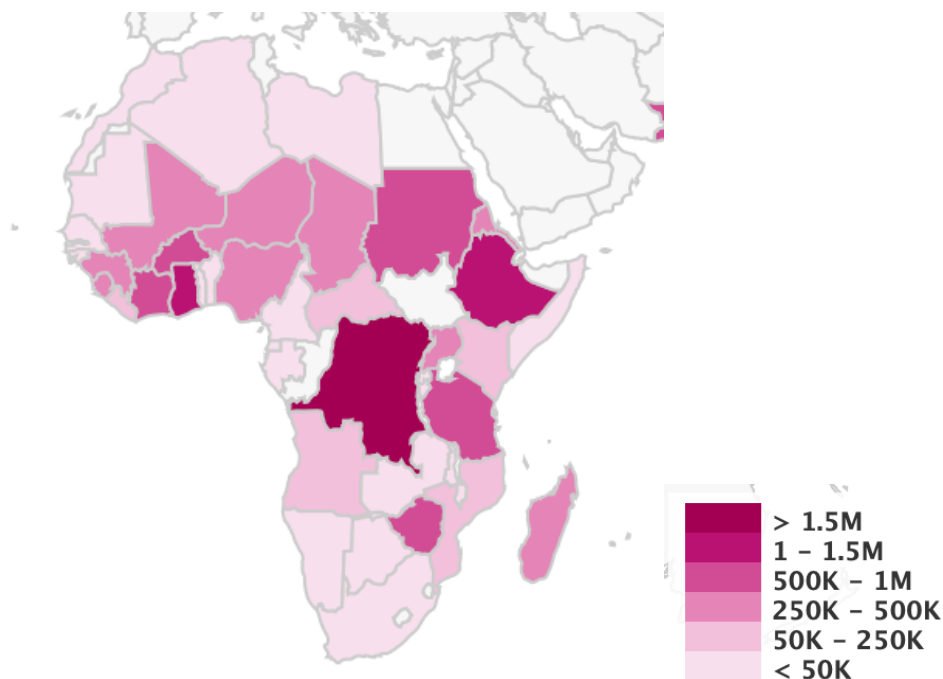 > 1.5M
1 – 1.5M
500K – 1M
250K – 500K
50K – 250K
< 50K